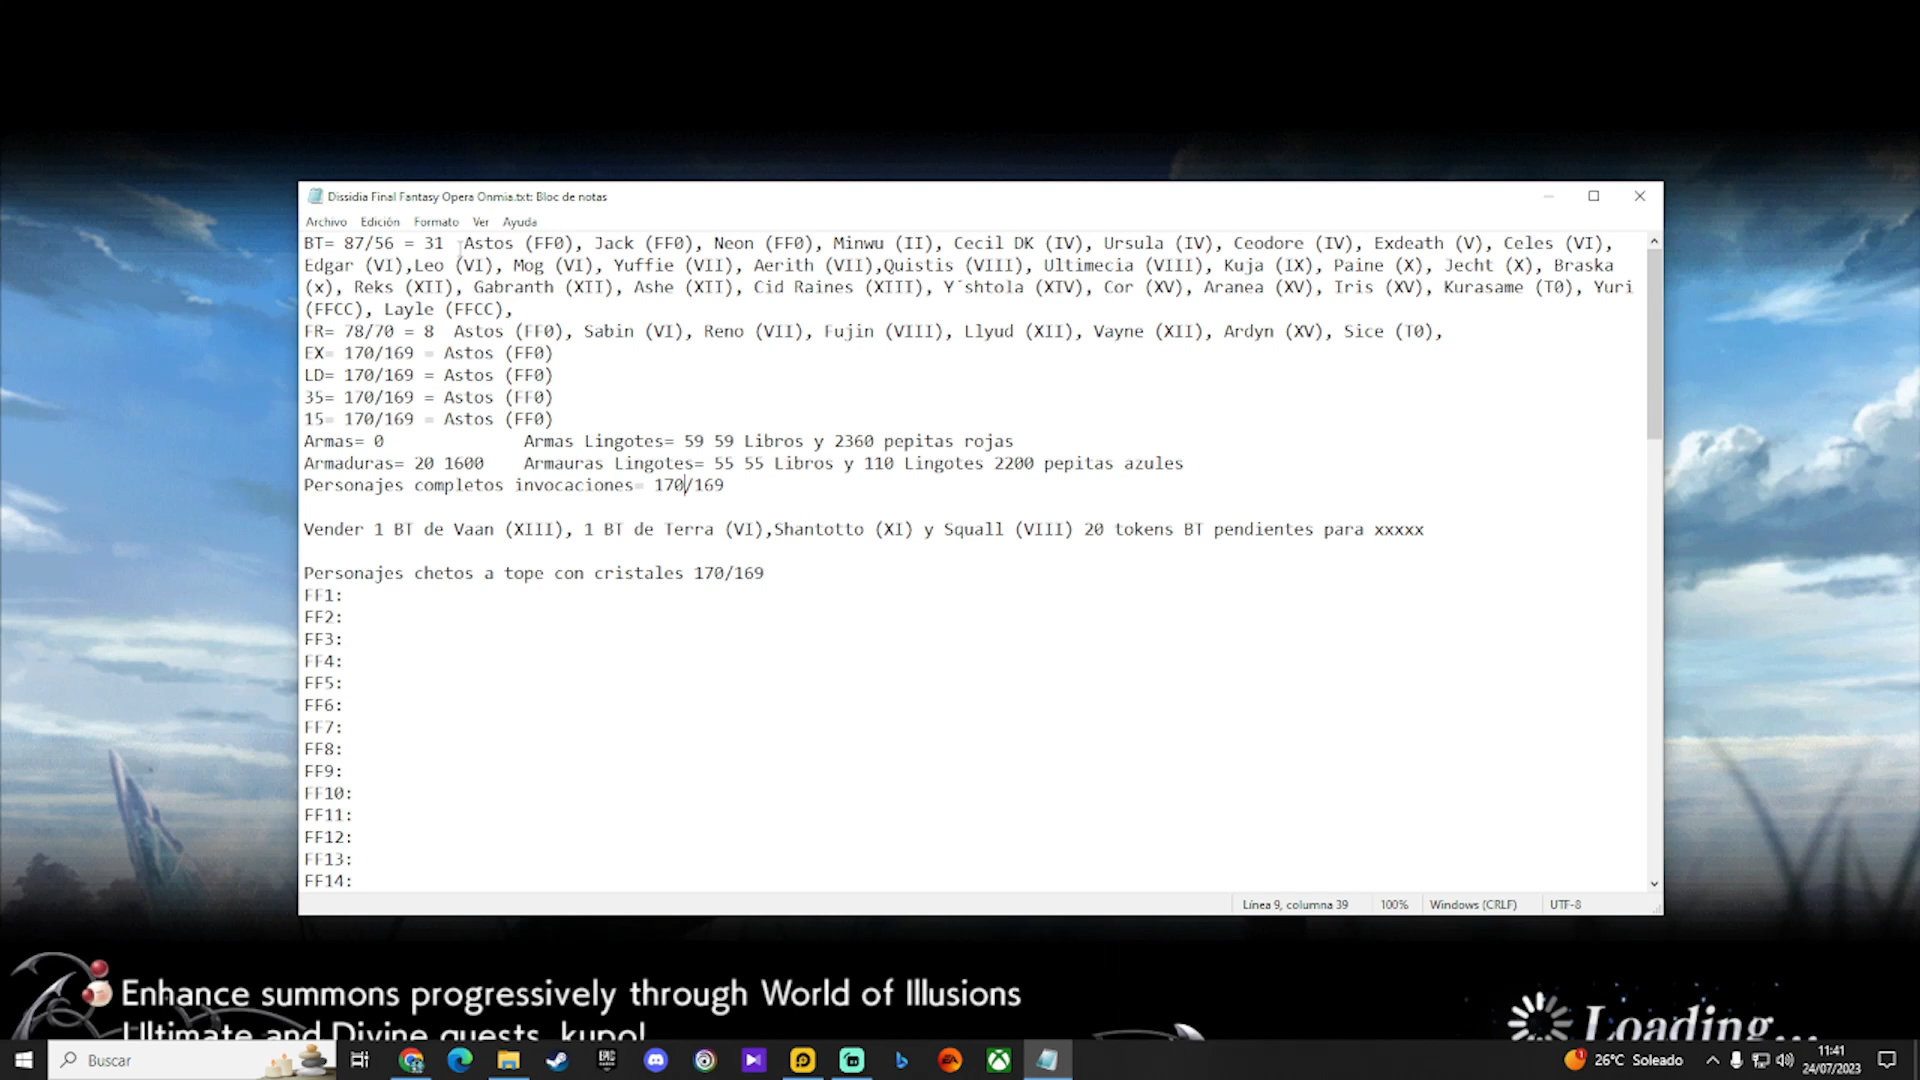 Dissidia Final Fantasy Opera Onmia.txt: Bloc de notas
Archivo Edición Formato Ver Ayuda
BT= 87/56 = 31  Astos (FF0), Jack (FF0), Neon (FF0), Minwu (II), Cecil DK (IV), Ursula (IV), Ceodore (IV), Exdeath (V), Celes (VI),
Edgar (VI),Leo (VI), Mog (VI), Yuffie (VII), Aerith (VII),Quistis (VIII), Ultimecia (VIII), Kuja (IX), Paine (X), Jecht (X), Braska
(x), Reks (XII), Gabranth (XII), Ashe (XII), Cid Raines (XIII), Y´shtola (XIV), Cor (XV), Aranea (XV), Iris (XV), Kurasame (T0), Yuri
(FFCC), Layle (FFCC),
FR= 78/70 = 8  Astos (FF0), Sabin (VI), Reno (VII), Fujin (VIII), Llyud (XII), Vayne (XII), Ardyn (XV), Sice (T0),
EX= 170/169 = Astos (FF0)
LD= 170/169 = Astos (FF0)
35= 170/169 = Astos (FF0)
15= 170/169 = Astos (FF0)
Armas= 0              Armas Lingotes= 59 59 Libros y 2360 pepitas rojas
Armaduras= 20 1600    Armauras Lingotes= 55 55 Libros y 110 Lingotes 2200 pepitas azules
Personajes completos invocaciones= 170/169
Vender 1 BT de Vaan (XIII), 1 BT de Terra (VI),Shantotto (XI) y Squall (VIII) 20 tokens BT pendientes para xxxxx
Personajes chetos a tope con cristales 170/169
FF1:
FF2:
FF3:
FF4:
FF5:
FF6:
FF7:
FF8:
FF9:
FF10:
FF11:
FF12:
FF13:
FF14:
Línea 9, columna 39 100% Windows (CRLF) UTF-8
Enhance summons progressively through World of Illusions
Ultimate and Divine quests, kupo!
Loading...
Buscar
EPIC GAMES
EA
26°C Soleado
11:41
24/07/2023